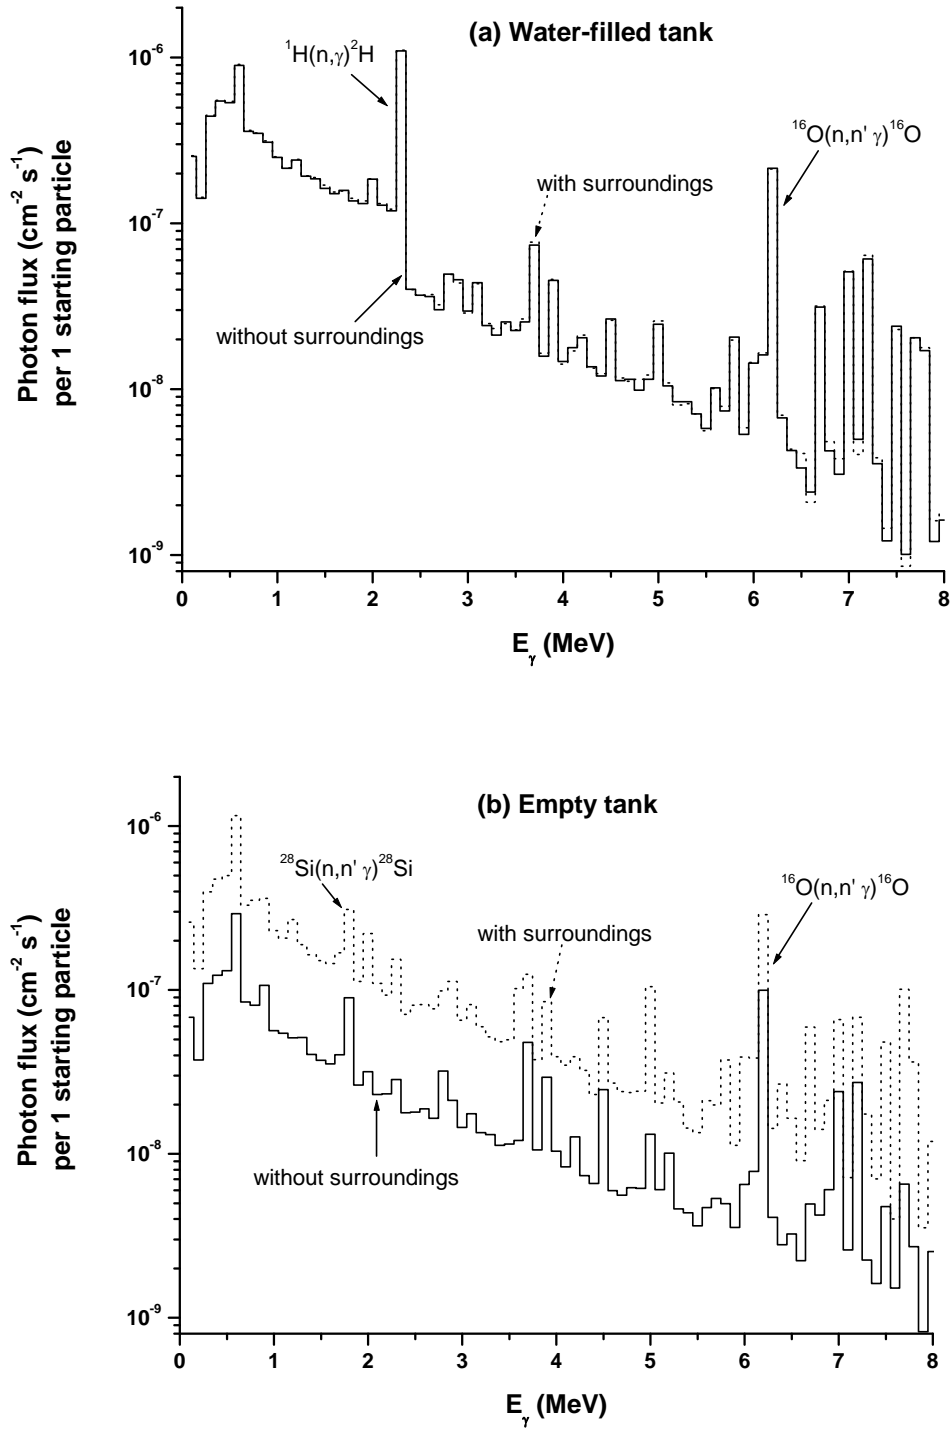 (a) Water-filled tank
¹H(n,γ)²H
¹⁶O(n,n' γ)¹⁶O
with surroundings
without surroundings
Photon flux (cm⁻² s⁻¹)
per 1 starting particle
10⁻⁶
10⁻⁷
10⁻⁸
10⁻⁹
0 1 2 3 4 5 6 7 8
E_γ (MeV)
(b) Empty tank
²⁸Si(n,n' γ)²⁸Si
¹⁶O(n,n' γ)¹⁶O
with surroundings
without surroundings
Photon flux (cm⁻² s⁻¹)
per 1 starting particle
10⁻⁶
10⁻⁷
10⁻⁸
10⁻⁹
0 1 2 3 4 5 6 7 8
E_γ (MeV)